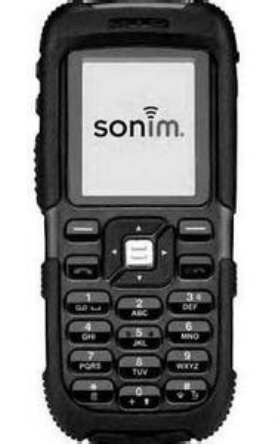 sonim.
1
2
ABC
3
DEF
4
GHI
5
JKL
6
MNO
7
PQRS
8
TUV
9
WXYZ
*
0
+
#